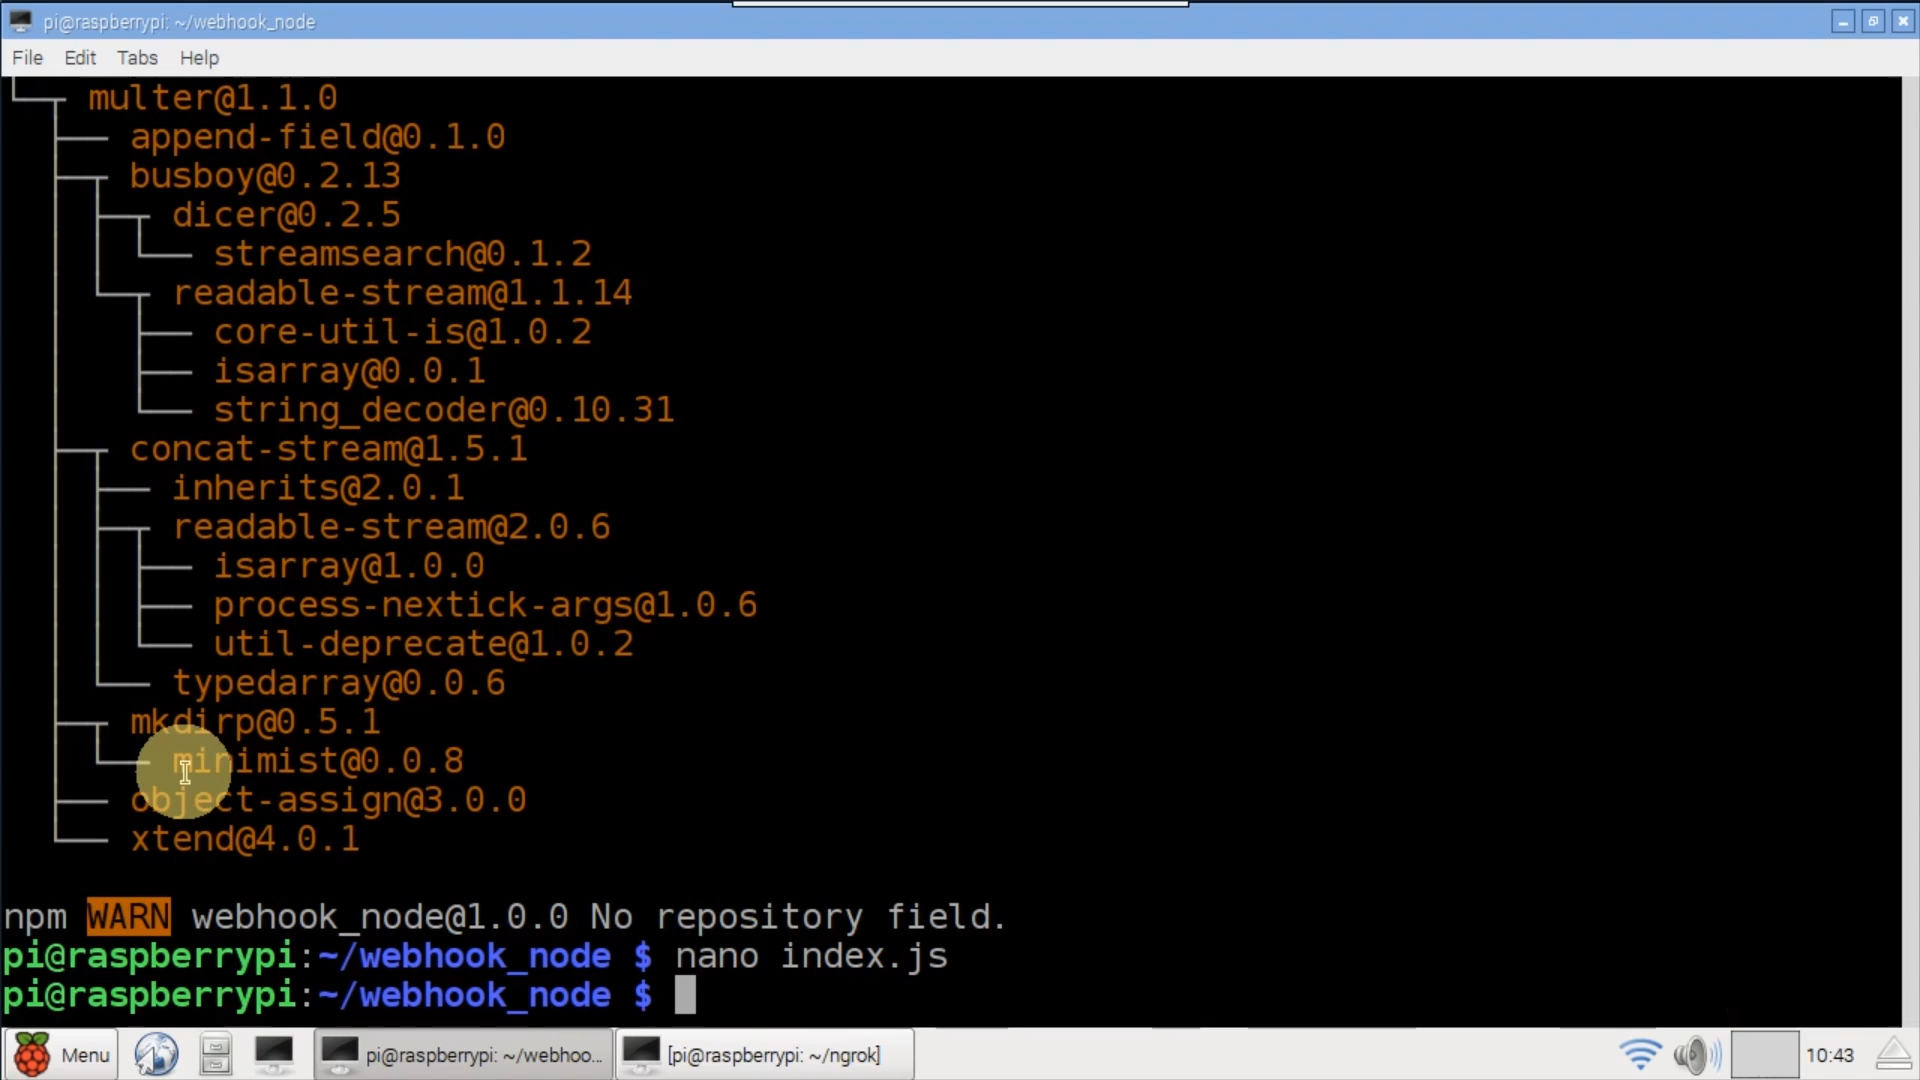 pi@raspberrypi: ~/webhook_node
File Edit Tabs Help
multer@1.1.0
append-field@0.1.0
busboy@0.2.13
dicer@0.2.5
streamsearch@0.1.2
readable-stream@1.1.14
core-util-is@1.0.2
isarray@0.0.1
string_decoder@0.10.31
concat-stream@1.5.1
inherits@2.0.1
readable-stream@2.0.6
isarray@1.0.0
process-nextick-args@1.0.6
util-deprecate@1.0.2
typedarray@0.0.6
mkdirp@0.5.1
minimist@0.0.8
object-assign@3.0.0
xtend@4.0.1
npm WARN webhook_node@1.0.0 No repository field.
pi@raspberrypi:~/webhook_node $ nano index.js
pi@raspberrypi:~/webhook_node $
Menu pi@raspberrypi: ~/webhoo... [pi@raspberrypi: ~/ngrok] 10:43